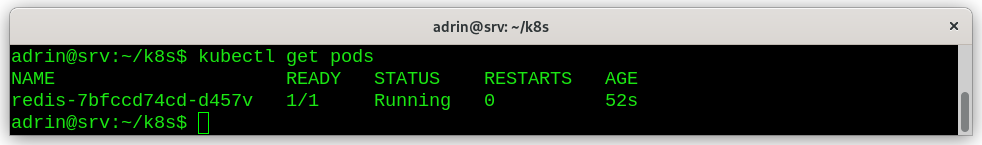 adrin@srv: ~/k8s ×
adrin@srv:~/k8s$ kubectl get pods
NAME                     READY   STATUS    RESTARTS   AGE
redis-7bfccd74cd-d457v   1/1     Running   0          52s
adrin@srv:~/k8s$